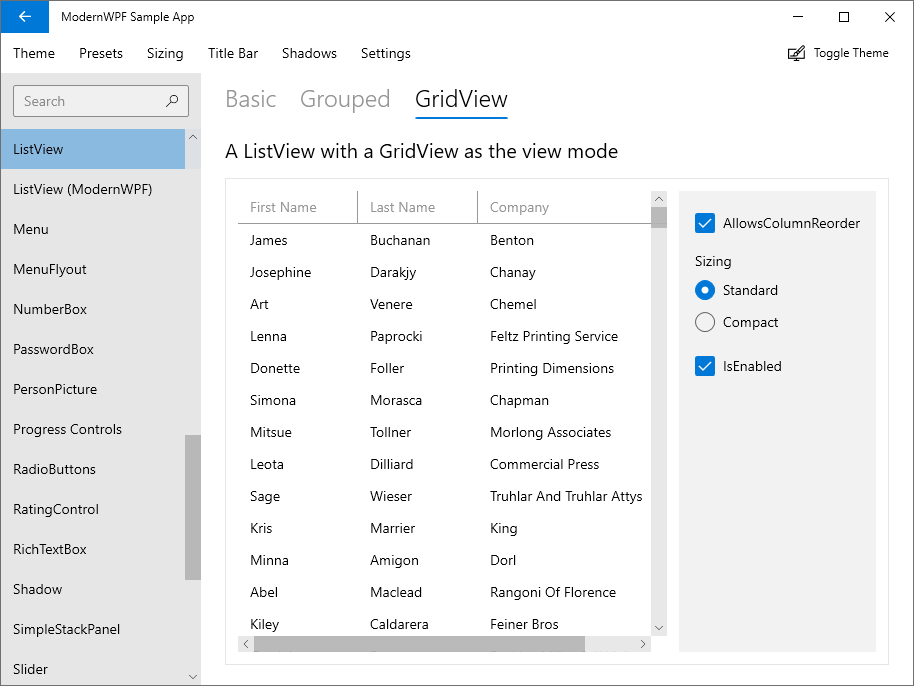 ModernWPF Sample App
Theme Presets Sizing Title Bar Shadows Settings Toggle Theme
Search
ListView
ListView (ModernWPF)
Menu
MenuFlyout
NumberBox
PasswordBox
PersonPicture
Progress Controls
RadioButtons
RatingControl
RichTextBox
Shadow
SimpleStackPanel
Slider
Basic Grouped GridView
A ListView with a GridView as the view mode
First Name Last Name Company
James Buchanan Benton
Josephine Darakjy Chanay
Art Venere Chemel
Lenna Paprocki Feltz Printing Service
Donette Foller Printing Dimensions
Simona Morasca Chapman
Mitsue Tollner Morlong Associates
Leota Dilliard Commercial Press
Sage Wieser Truhlar And Truhlar Attys
Kris Marrier King
Minna Amigon Dorl
Abel Maclead Rangoni Of Florence
Kiley Caldarera Feiner Bros
AllowsColumnReorder
Sizing
Standard
Compact
IsEnabled